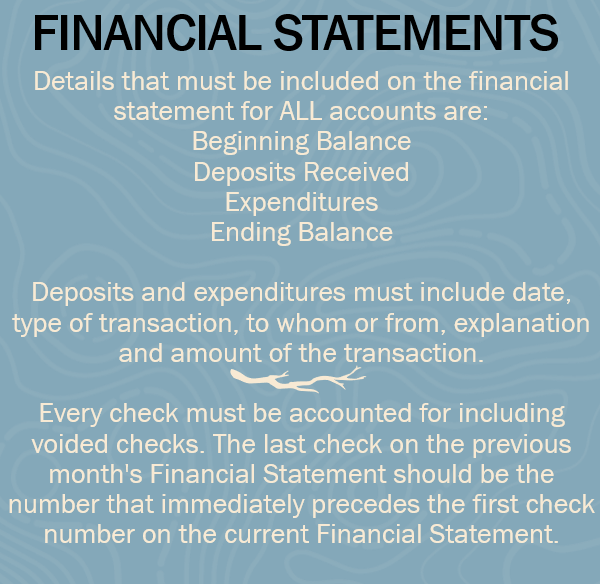 FINANCIAL STATEMENTS
Details that must be included on the financial
statement for ALL accounts are:
Beginning Balance
Deposits Received
Expenditures
Ending Balance
Deposits and expenditures must include date,
type of transaction, to whom or from, explanation
and amount of the transaction.
Every check must be accounted for including
voided checks. The last check on the previous
month's Financial Statement should be the
number that immediately precedes the first check
number on the current Financial Statement.